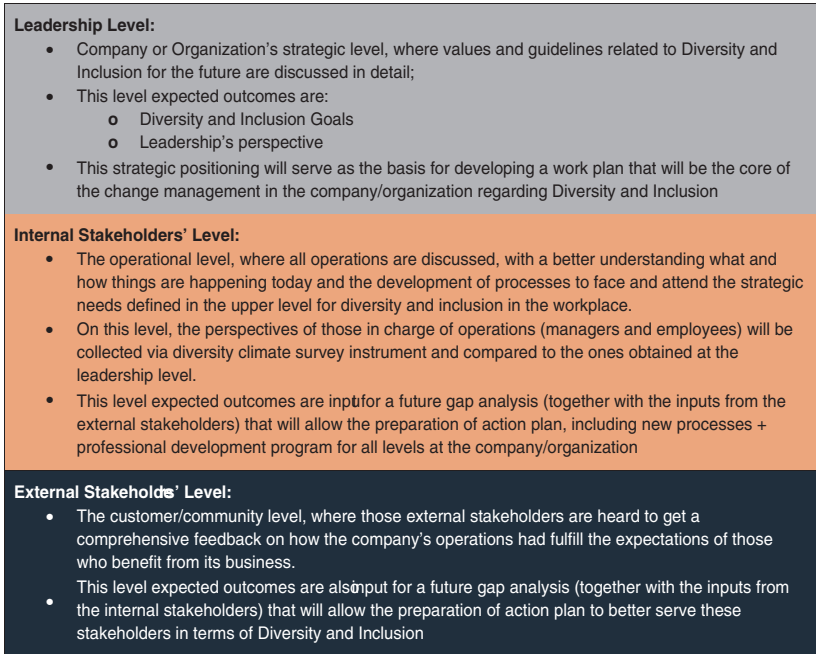 Leadership Level:
• Company or Organization's strategic level, where values and guidelines related to Diversity and
Inclusion for the future are discussed in detail;
• This level expected outcomes are:
o Diversity and Inclusion Goals
o Leadership's perspective
• This strategic positioning will serve as the basis for developing a work plan that will be the core of
the change management in the company/organization regarding Diversity and Inclusion
Internal Stakeholders' Level:
• The operational level, where all operations are discussed, with a better understanding what and
how things are happening today and the development of processes to face and attend the strategic
needs defined in the upper level for diversity and inclusion in the workplace.
• On this level, the perspectives of those in charge of operations (managers and employees) will be
collected via diversity climate survey instrument and compared to the ones obtained at the
leadership level.
• This level expected outcomes are input for a future gap analysis (together with the inputs from the
external stakeholders) that will allow the preparation of action plan, including new processes +
professional development program for all levels at the company/organization
External Stakeholders' Level:
• The customer/community level, where those external stakeholders are heard to get a
comprehensive feedback on how the company's operations had fulfill the expectations of those
who benefit from its business.
• This level expected outcomes are also input for a future gap analysis (together with the inputs from
the internal stakeholders) that will allow the preparation of action plan to better serve these
stakeholders in terms of Diversity and Inclusion